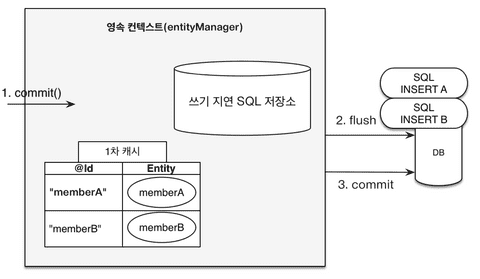 영속 컨텍스트(entityManager)
1. commit()
쓰기 지연 SQL 저장소
SQL
INSERT A
SQL
INSERT B
2. flush
DB
3. commit
1차 캐시
@Id
Entity
"memberA"
memberA
"memberB"
memberB